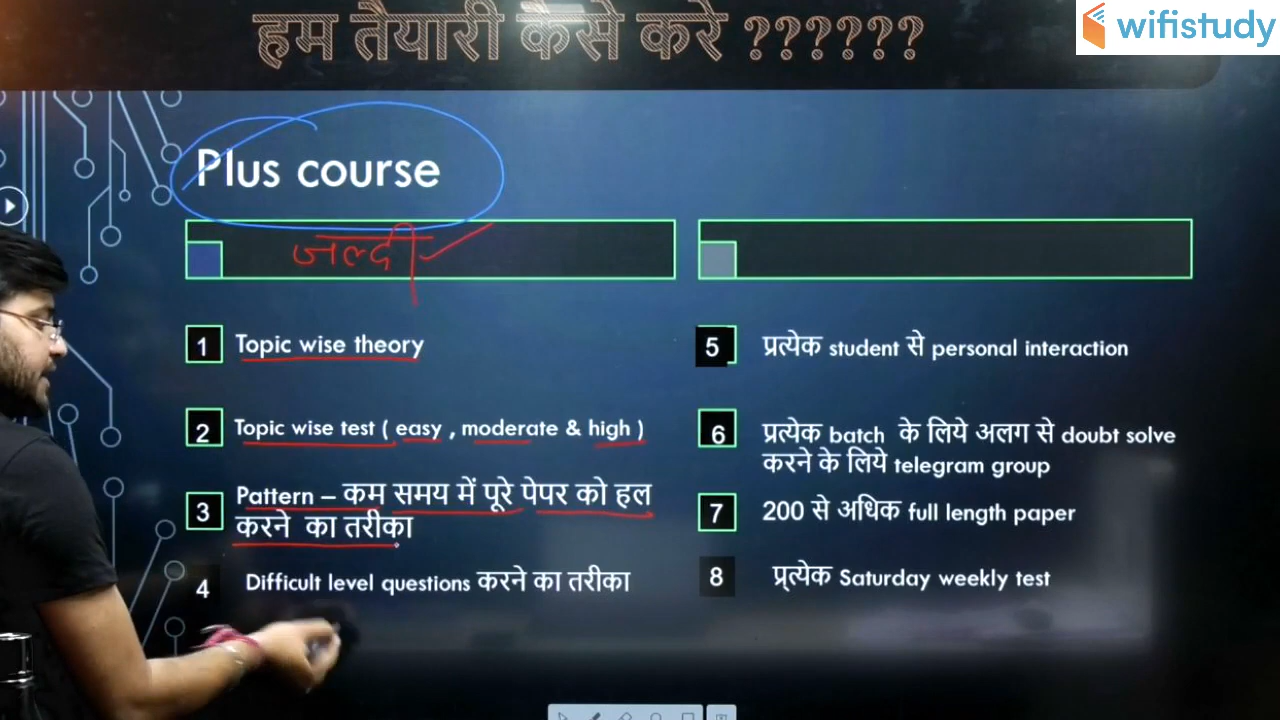 हम तैयारी कैसे करे ??????
wifistudy
Plus course
जल्दी
1 Topic wise theory
2 Topic wise test ( easy , moderate & high )
3 Pattern – कम समय में पूरे पेपर को हल
करने का तरीका
4 Difficult level questions करने का तरीका
5 प्रत्येक student से personal interaction
6 प्रत्येक batch के लिये अलग से doubt solve
करने के लिये telegram group
7 200 से अधिक full length paper
8 प्रत्येक Saturday weekly test